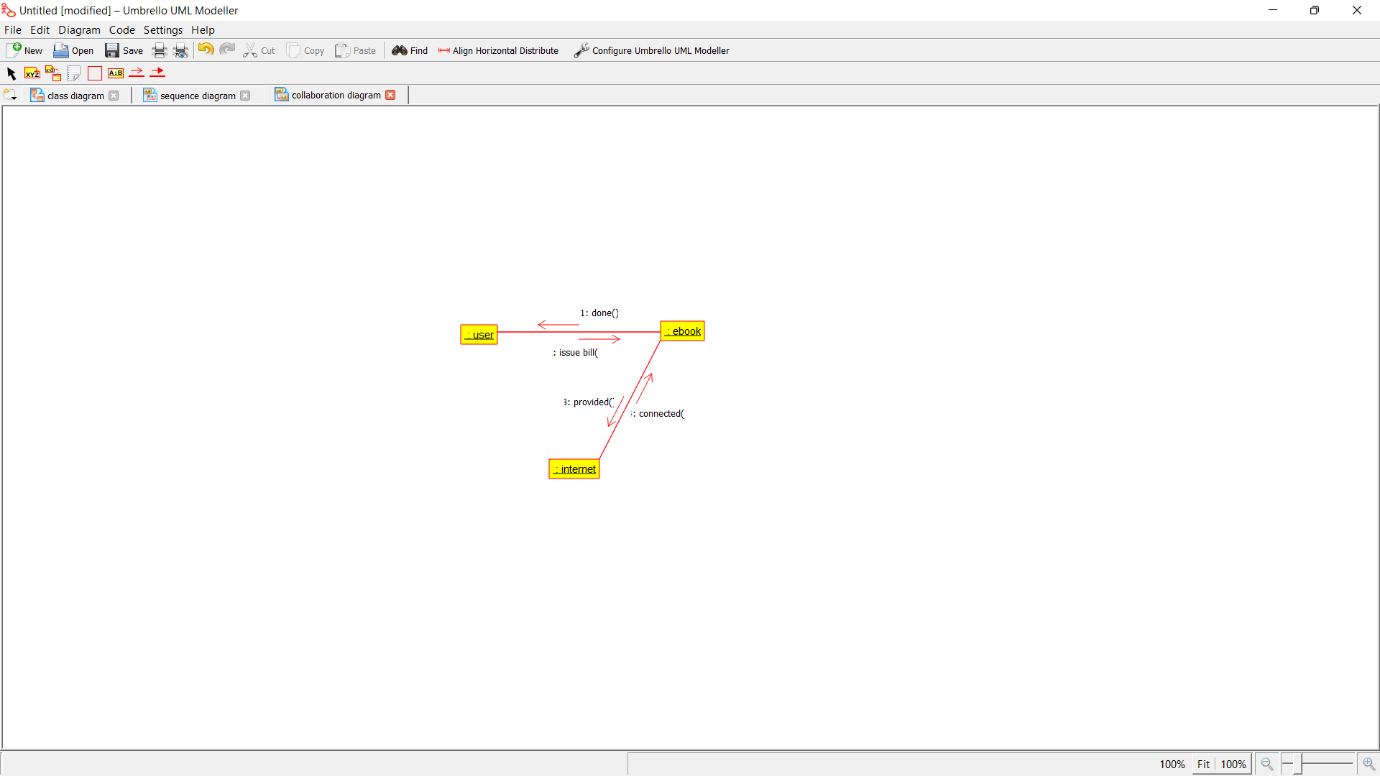 Untitled [modified] – Umbrello UML Modeller
File Edit Diagram Code Settings Help
New Open Save Cut Copy Paste Find Align Horizontal Distribute Configure Umbrello UML Modeller
XYZ A↕B
class diagram sequence diagram collaboration diagram
1: done()
: user
: ebook
: issue bill(
3: provided()
: connected(
: internet
100% Fit 100%